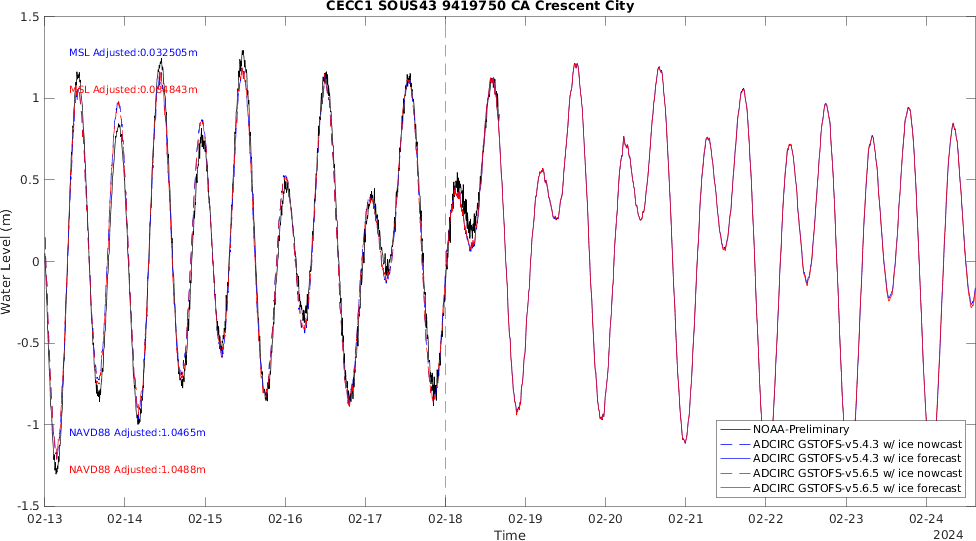 CECC1 SOUS43 9419750 CA Crescent City
1.5
MSL Adjusted:0.032505m
1
0.5
0
-0.5
-1
NAVD88 Adjusted:1.0465m
NAVD88 Adjusted:1.0488m
-1.5
Water Level (m)
NOAA-Preliminary
ADCIRC GSTOFS-v5.4.3 w/ ice nowcast
ADCIRC GSTOFS-v5.4.3 w/ ice forecast
ADCIRC GSTOFS-v5.6.5 w/ ice nowcast
ADCIRC GSTOFS-v5.6.5 w/ ice forecast
02-13 02-14 02-15 02-16 02-17 02-18 02-19 02-20 02-21 02-22 02-23 02-24
Time
2024